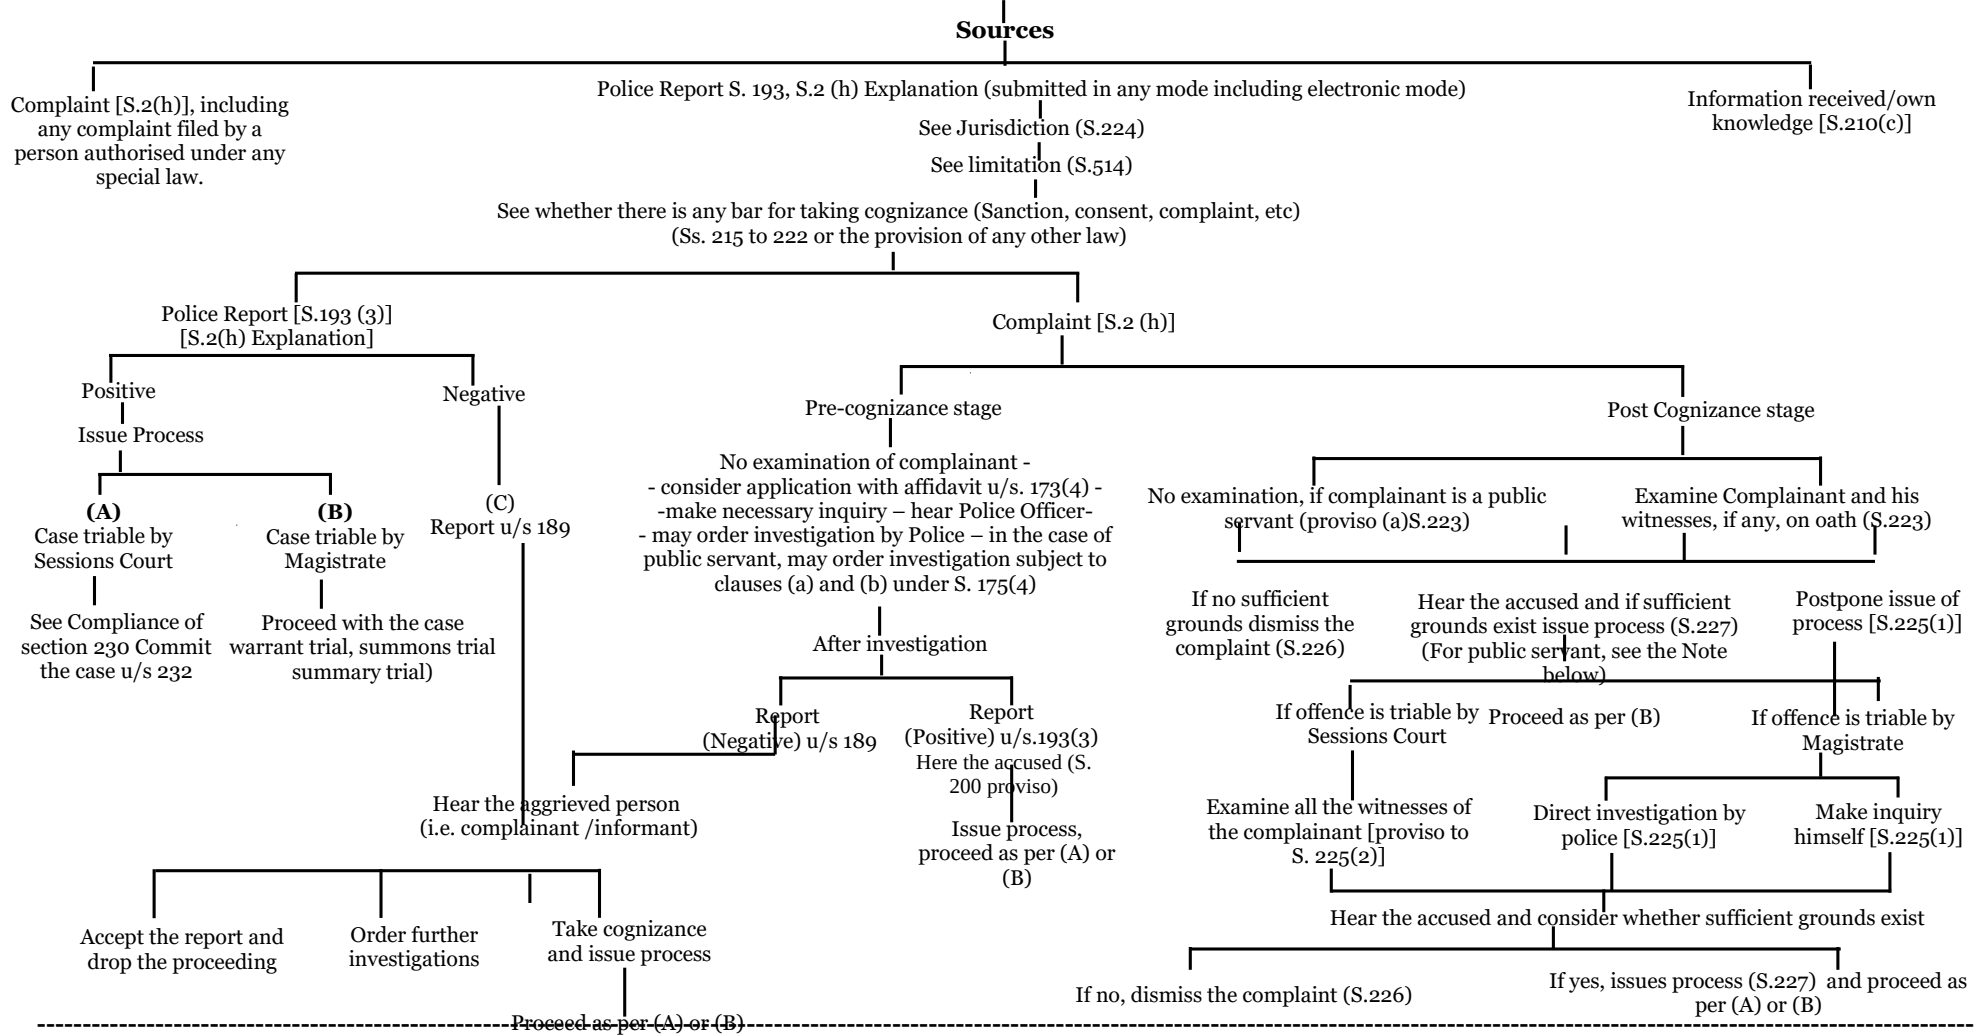 Sources
Complaint [S.2(h)], including
any complaint filed by a
person authorised under any
special law.
Police Report S. 193, S.2 (h) Explanation (submitted in any mode including electronic mode)
Information received/own
knowledge [S.210(c)]
See Jurisdiction (S.224)
See limitation (S.514)
See whether there is any bar for taking cognizance (Sanction, consent, complaint, etc)
(Ss. 215 to 222 or the provision of any other law)
Police Report [S.193 (3)]
[S.2(h) Explanation]
Complaint [S.2 (h)]
Positive
Negative
Issue Process
(A)
Case triable by
Sessions Court
See Compliance of
section 230 Commit
the case u/s 232
(B)
Case triable by
Magistrate
Proceed with the case
warrant trial, summons trial
summary trial)
(C)
Report u/s 189
Pre-cognizance stage
No examination of complainant -
- consider application with affidavit u/s. 173(4) -
-make necessary inquiry – hear Police Officer-
- may order investigation by Police – in the case of
public servant, may order investigation subject to
clauses (a) and (b) under S. 175(4)
After investigation
Report
(Negative) u/s 189
Report
(Positive) u/s.193(3)
Here the accused (S.
200 proviso)
Issue process,
proceed as per (A) or
(B)
Hear the aggrieved person
(i.e. complainant /informant)
Accept the report and
drop the proceeding
Order further
investigations
Take cognizance
and issue process
Proceed as per (A) or (B)
Post Cognizance stage
No examination, if complainant is a public
servant (proviso (a)S.223)
Examine Complainant and his
witnesses, if any, on oath (S.223)
If no sufficient
grounds dismiss the
complaint (S.226)
Hear the accused and if sufficient
grounds exist issue process (S.227)
(For public servant, see the Note
below)
Postpone issue of
process [S.225(1)]
If offence is triable by
Sessions Court
Proceed as per (B)
If offence is triable by
Magistrate
Examine all the witnesses of
the complainant [proviso to
S. 225(2)]
Direct investigation by
police [S.225(1)]
Make inquiry
himself [S.225(1)]
Hear the accused and consider whether sufficient grounds exist
If no, dismiss the complaint (S.226)
If yes, issues process (S.227) and proceed as
per (A) or (B)